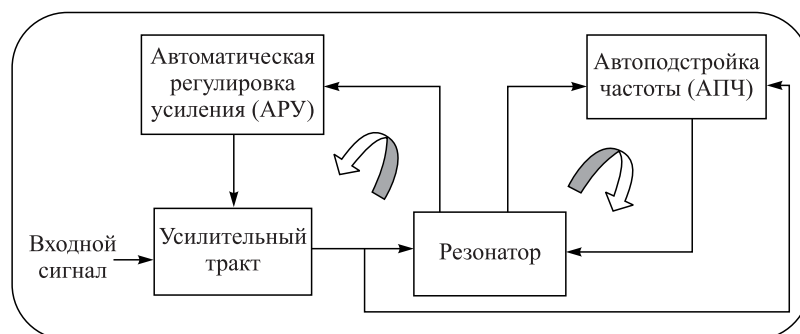 Автоматическая
регулировка
усиления (АРУ)
Автоподстройка
частоты (АПЧ)
Входной
сигнал
Усилительный
тракт
Резонатор